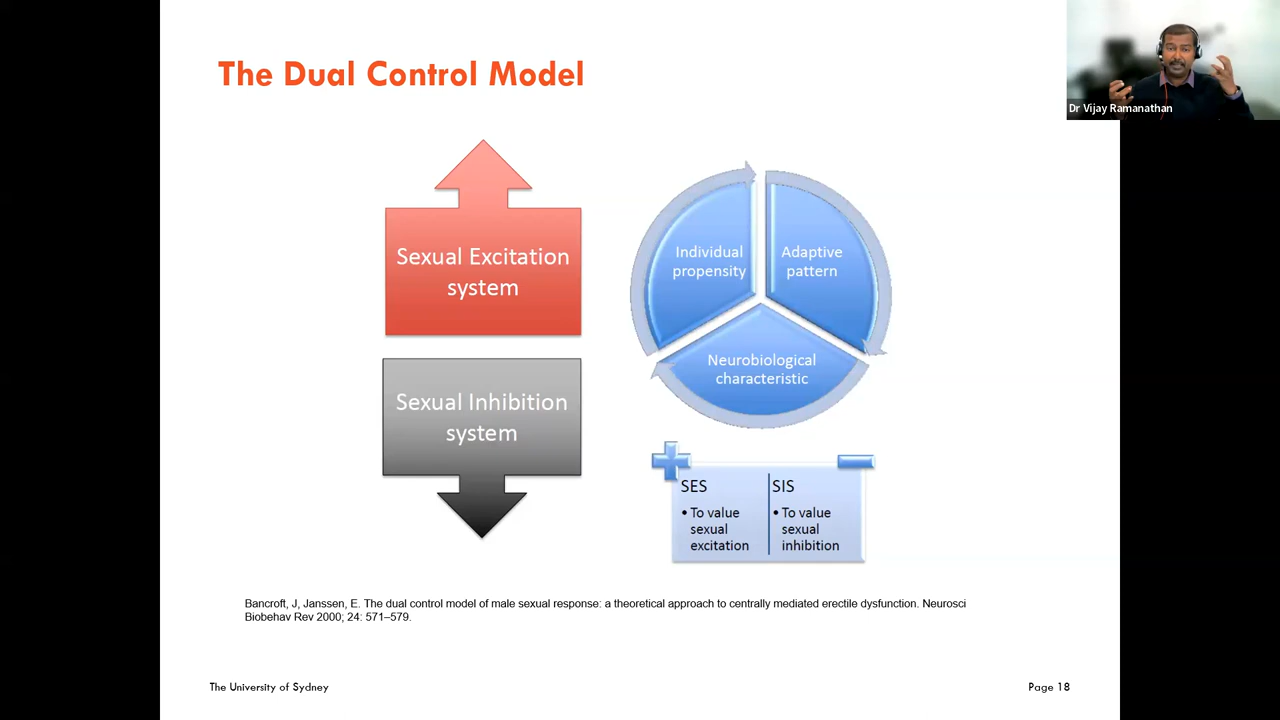 The Dual Control Model
Dr Vijay Ramanathan
Sexual Excitation
system
Sexual Inhibition
system
Individual
propensity
Adaptive
pattern
Neurobiological
characteristic
SES
• To value
sexual
excitation
SIS
• To value
sexual
inhibition
Bancroft, J, Janssen, E. The dual control model of male sexual response: a theoretical approach to centrally mediated erectile dysfunction. Neurosci
Biobehav Rev 2000; 24: 571–579.
The University of Sydney
Page 18